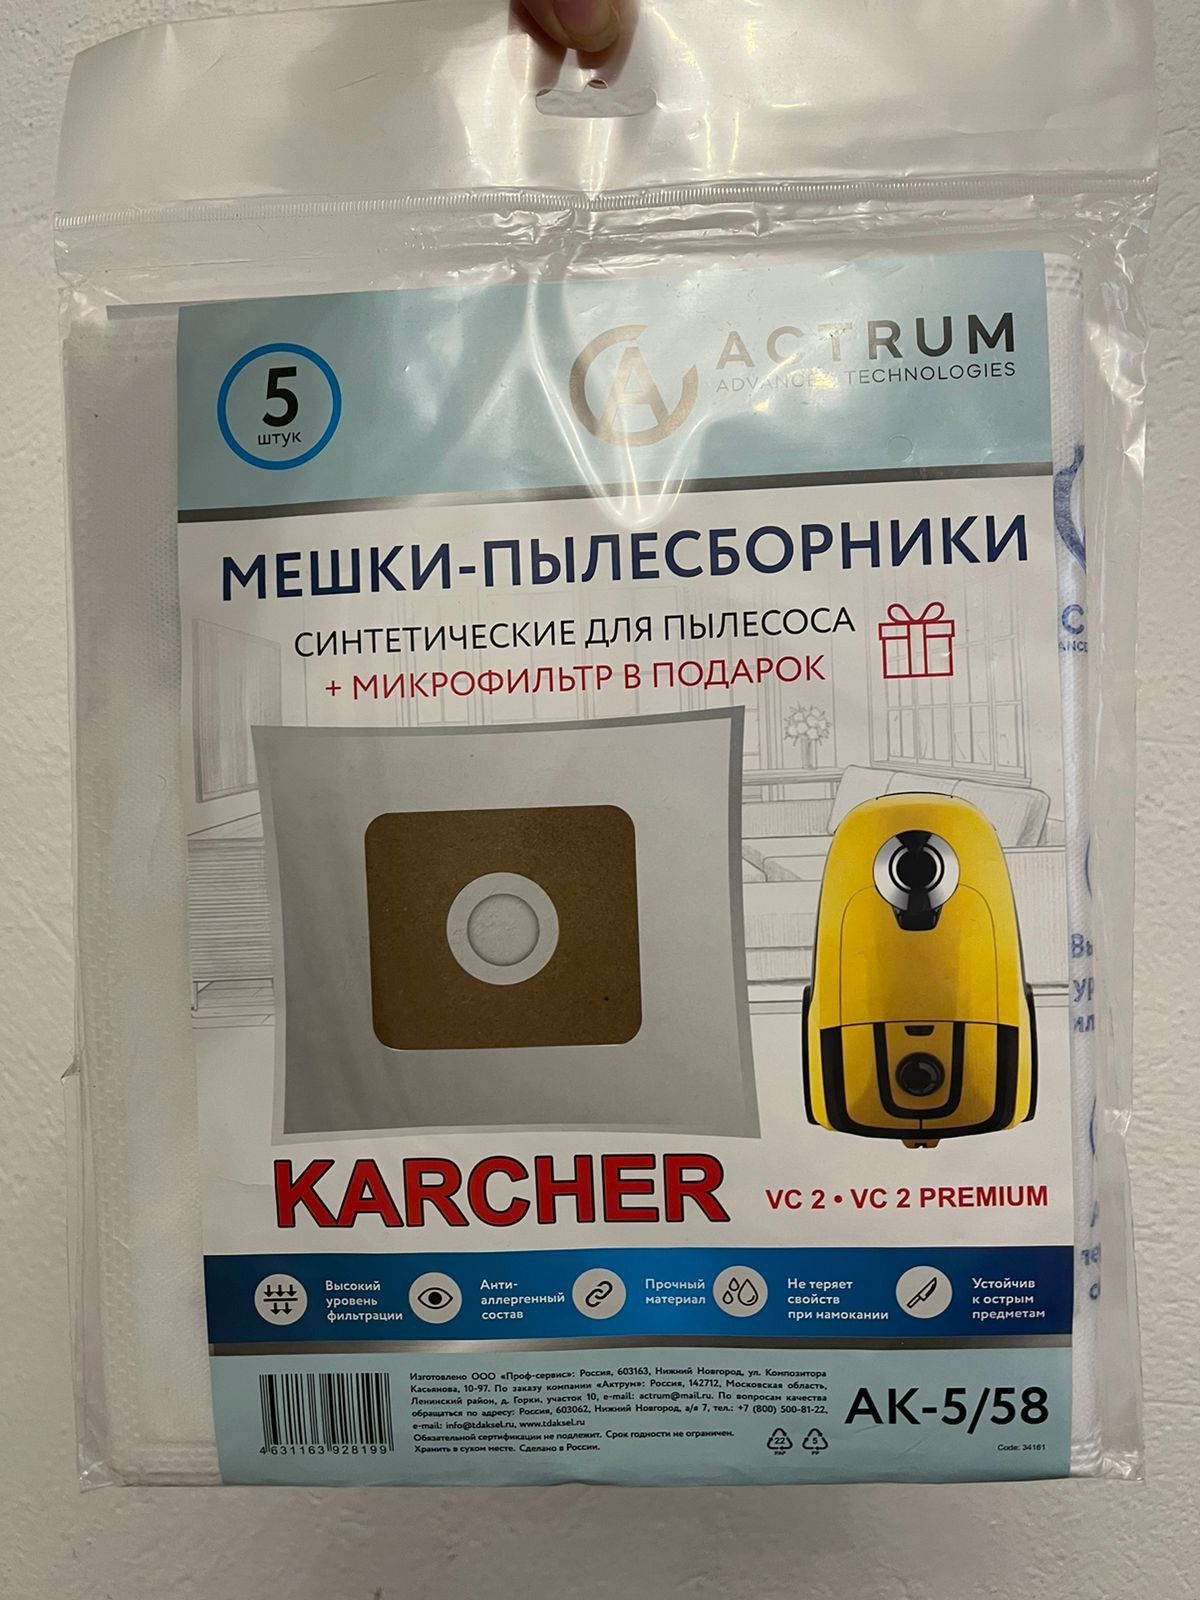 5
штук
ACTRUM
ADVANCED TECHNOLOGIES
МЕШКИ-ПЫЛЕСБОРНИКИ
СИНТЕТИЧЕСКИЕ ДЛЯ ПЫЛЕСОСА
+ МИКРОФИЛЬТР В ПОДАРОК
KARCHER
VC 2 • VC 2 PREMIUM
Высокий
уровень
фильтрации
Анти-
аллергенный
состав
Прочный
материал
Не теряет
свойств
при намокании
Устойчив
к острым
предметам
Изготовлено ООО «Проф-сервис»: Россия, 603163, Нижний Новгород, ул. Композитора
Касьянова, 10-97. По заказу компании «Актрум»: Россия, 142712, Московская область,
Ленинский район, д. Горки, участок 10, e-mail: actrum@mail.ru. По вопросам качества
обращаться по адресу: Россия, 603062, Нижний Новгород, а/я 7, тел.: +7 (800) 500-81-22,
e-mail: info@tdaksel.ru, www.tdaksel.ru
Обязательной сертификации не подлежит. Срок годности не ограничен.
Хранить в сухом месте. Сделано в России.
4 631163 928199
22
PAP
5
PP
АК-5/58
Code: 34161